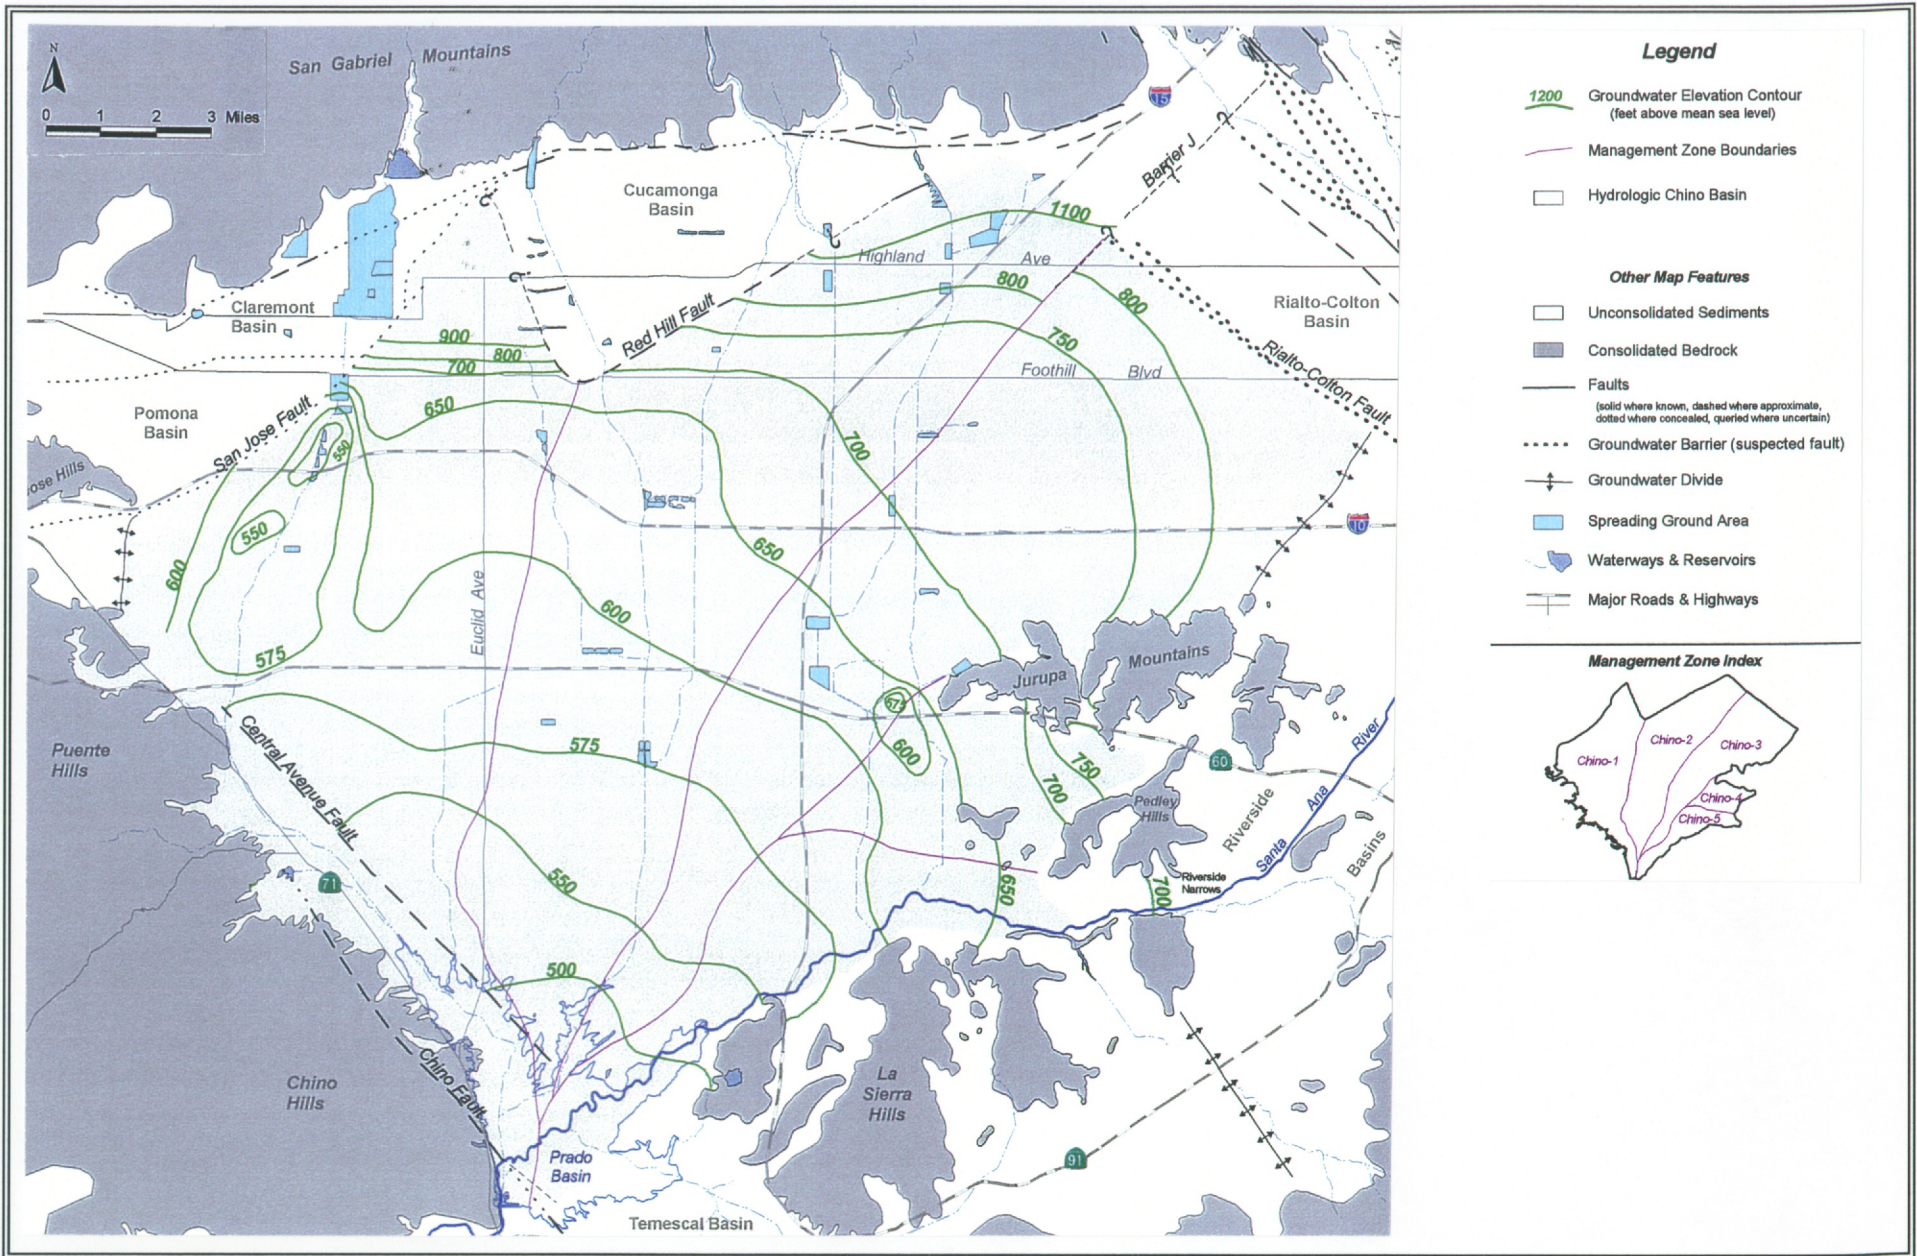 San Gabriel Mountains
N
0 1 2 3 Miles
15
Barrier J
Cucamonga
Basin
1100
Highland Ave
800
800
Claremont
Basin
Rialto-Colton
Basin
Red Hill Fault
900
800
700
750
Rialto-Colton Fault
Foothill Blvd
Pomona
Basin
San Jose Fault
650
550
700
ose Hills
550
10
650
600
Euclid Ave
600
575
Jurupa
Mountains
575
600
Central Avenue Fault
Puente
Hills
575
750
700
60
Pedley
Hills
Riverside
Basins
Santa Ana River
71
550
650
700
Riverside
Narrows
500
Chino Fault
Chino
Hills
La
Sierra
Hills
91
Prado
Basin
Temescal Basin
Legend
1200 Groundwater Elevation Contour
(feet above mean sea level)
Management Zone Boundaries
Hydrologic Chino Basin
Other Map Features
Unconsolidated Sediments
Consolidated Bedrock
Faults
(solid where known, dashed where approximate,
dotted where concealed, queried where uncertain)
Groundwater Barrier (suspected fault)
Groundwater Divide
Spreading Ground Area
Waterways & Reservoirs
Major Roads & Highways
Management Zone Index
Chino-1
Chino-2
Chino-3
Chino-4
Chino-5